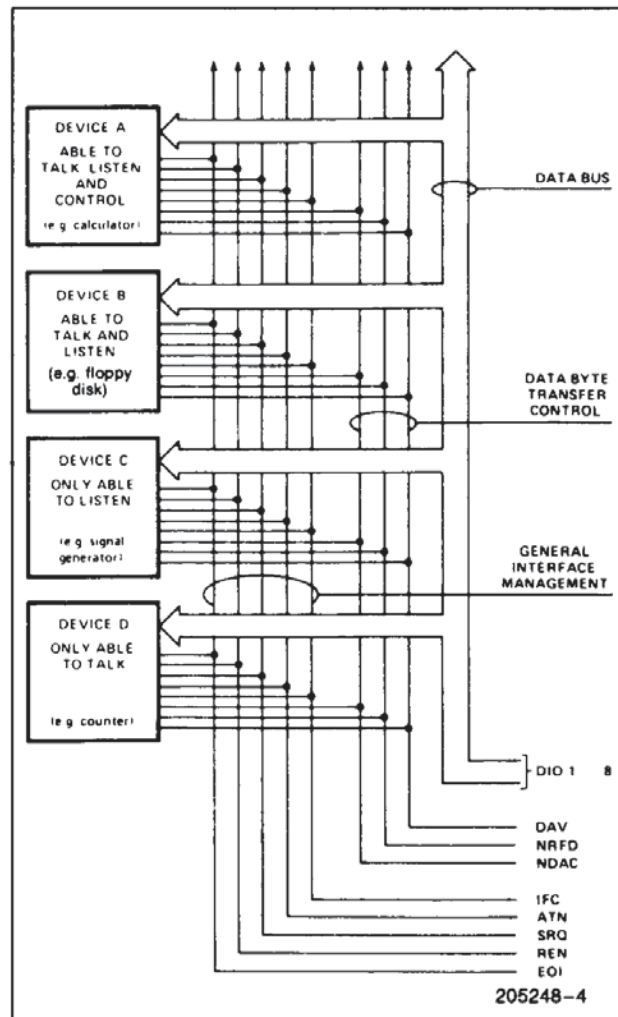 DEVICE A
ABLE TO
TALK LISTEN
AND
CONTROL
(e g calculator)
DATA BUS
DEVICE B
ABLE TO
TALK AND
LISTEN
(e.g. floppy
disk)
DATA BYTE
TRANSFER
CONTROL
DEVICE C
ONLY ABLE
TO LISTEN
(e g signal
generator)
GENERAL
INTERFACE
MANAGEMENT
DEVICE D
ONLY ABLE
TO TALK
(e g counter)
DIO 1 8
DAV
NRFD
NDAC
IFC
ATN
SRQ
REN
EOI
205248-4